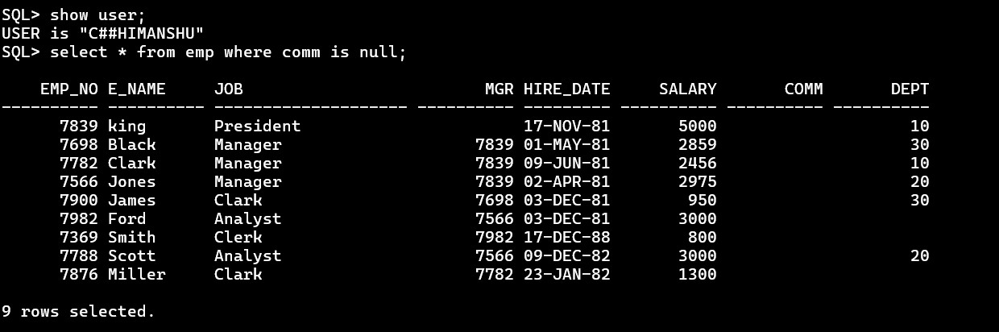 SQL> show user;
USER is "C##HIMANSHU"
SQL> select * from emp where comm is null;
    EMP_NO E_NAME     JOB                         MGR HIRE_DATE     SALARY       COMM       DEPT
---------- ---------- -------------------- ---------- --------- ---------- ---------- ----------
      7839 king       President                       17-NOV-81       5000                    10
      7698 Black      Manager                    7839 01-MAY-81       2859                    30
      7782 Clark      Manager                    7839 09-JUN-81       2456                    10
      7566 Jones      Manager                    7839 02-APR-81       2975                    20
      7900 James      Clark                      7698 03-DEC-81        950                    30
      7982 Ford       Analyst                    7566 03-DEC-81       3000
      7369 Smith      Clerk                      7982 17-DEC-88        800
      7788 Scott      Analyst                    7566 09-DEC-82       3000                    20
      7876 Miller     Clark                      7782 23-JAN-82       1300
9 rows selected.